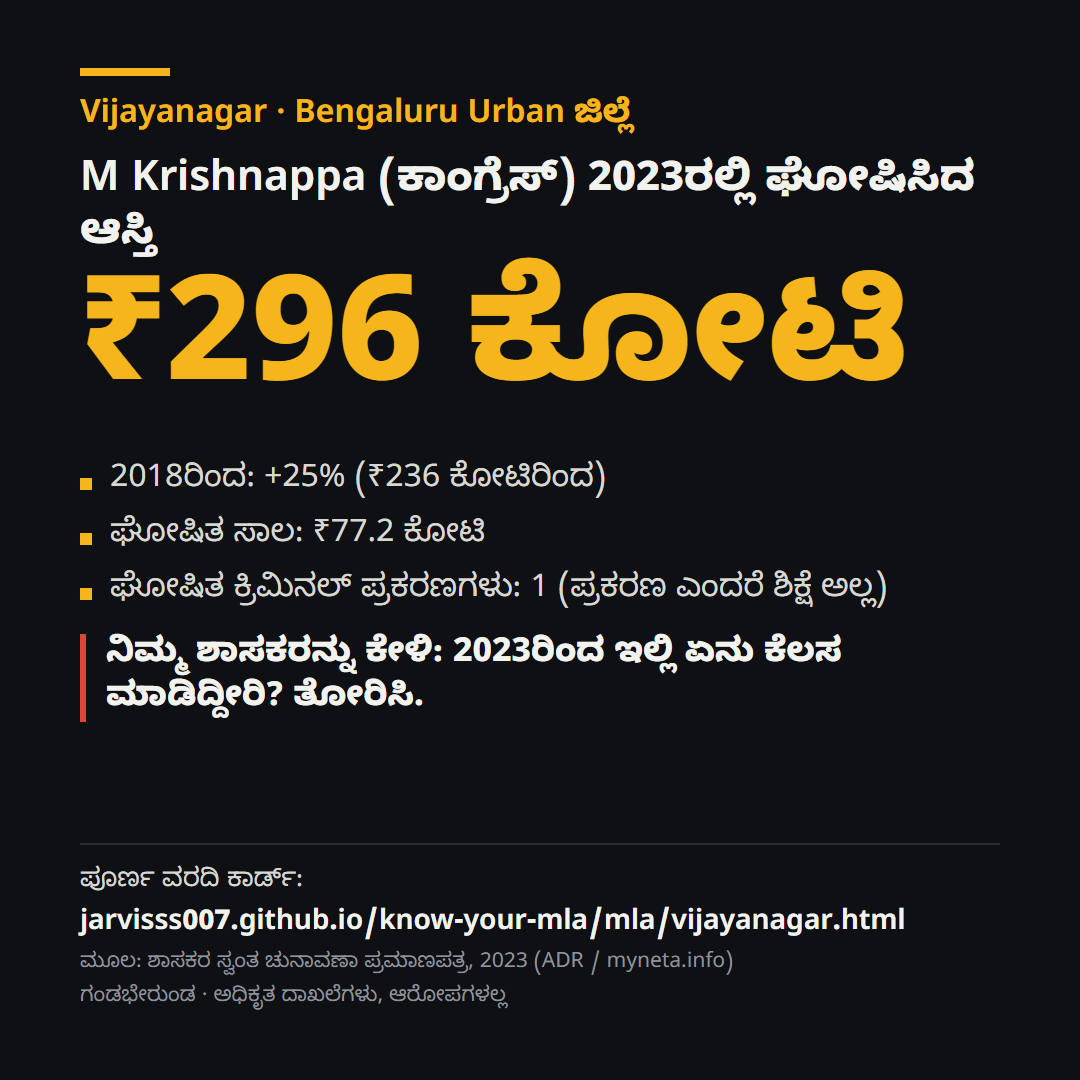 Vijayanagar · Bengaluru Urban ಜಿಲ್ಲೆ
M Krishnappa (ಕಾಂಗ್ರೆಸ್) 2023ರಲ್ಲಿ ಘೋಷಿಸಿದ
ಆಸ್ತಿ
₹296 ಕೋಟಿ
2018ರಿಂದ: +25% (₹236 ಕೋಟಿರಿಂದ)
ಘೋಷಿತ ಸಾಲ: ₹77.2 ಕೋಟಿ
ಘೋಷಿತ ಕ್ರಿಮಿನಲ್ ಪ್ರಕರಣಗಳು: 1 (ಪ್ರಕರಣ ಎಂದರೆ ಶಿಕ್ಷೆ ಅಲ್ಲ)
ನಿಮ್ಮ ಶಾಸಕರನ್ನು ಕೇಳಿ: 2023ರಿಂದ ಇಲ್ಲಿ ಏನು ಕೆಲಸ
ಮಾಡಿದ್ದೀರಿ? ತೋರಿಸಿ.
ಪೂರ್ಣ ವರದಿ ಕಾರ್ಡ್:
jarvisss007.github.io/know-your-mla/mla/vijayanagar.html
ಮೂಲ: ಶಾಸಕರ ಸ್ವಂತ ಚುನಾವಣಾ ಪ್ರಮಾಣಪತ್ರ, 2023 (ADR / myneta.info)
ಗಂಡಭೇರುಂಡ · ಅಧಿಕೃತ ದಾಖಲೆಗಳು, ಆರೋಪಗಳಲ್ಲ